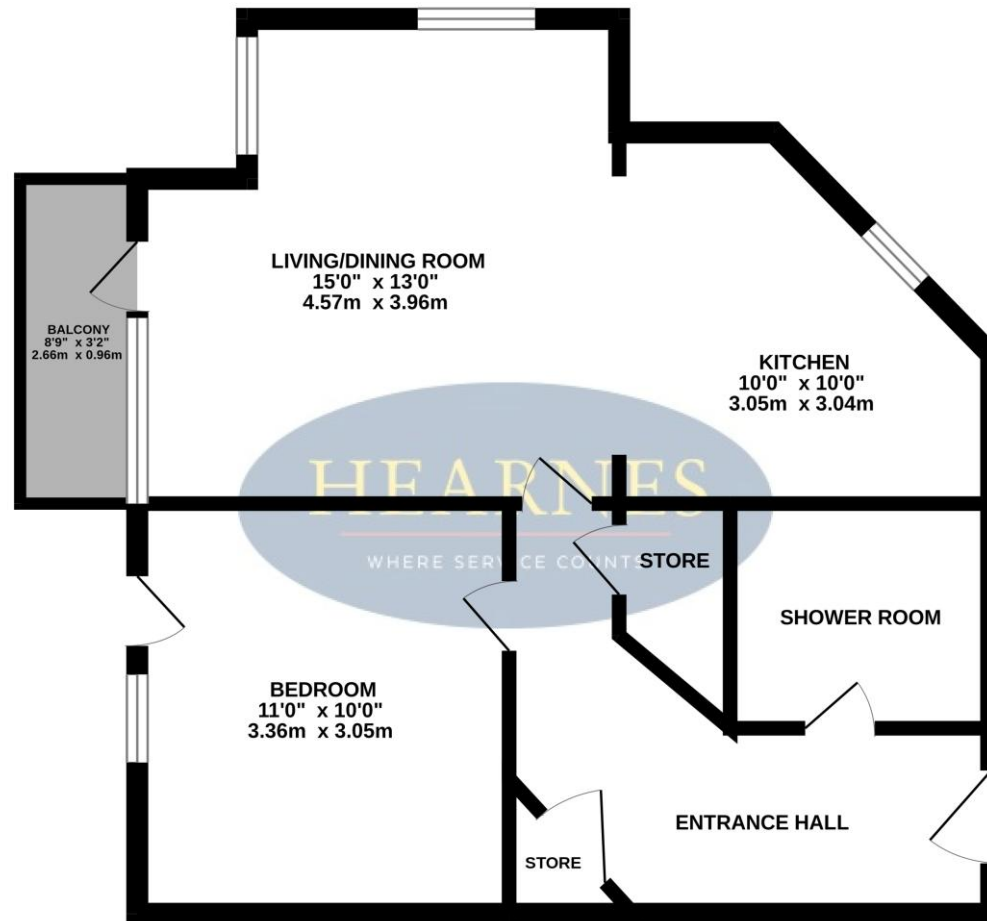 LIVING/DINING ROOM
15'0" x 13'0"
4.57m x 3.96m
BALCONY
8'9" x 3'2"
2.66m x 0.96m
KITCHEN
10'0" x 10'0"
3.05m x 3.04m
HEARNES
WHERE SERVICE COUNTS
STORE
SHOWER ROOM
BEDROOM
11'0" x 10'0"
3.36m x 3.05m
ENTRANCE HALL
STORE